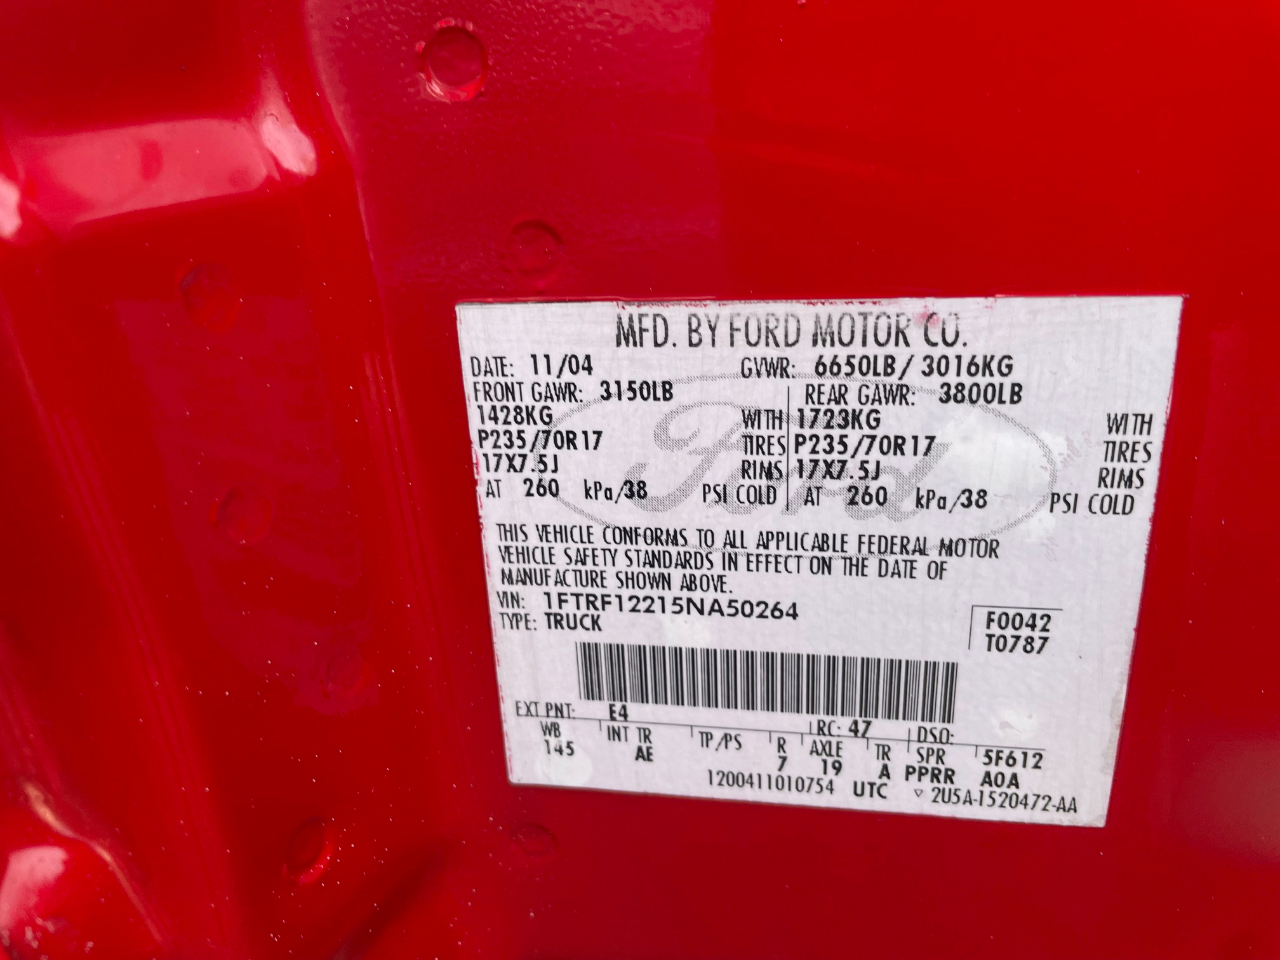 MFD. BY FORD MOTOR CO.
DATE: 11/04 GVWR: 6650LB/ 3016KG
FRONT GAWR: 3150LB REAR GAWR: 3800LB
1428KG WITH 1723KG WITH
P235/70R17 TIRES P235/70R17 TIRES
17X7.5J RIMS 17X7.5J RIMS
AT 260 kPa/38 PSI COLD AT 260 kPa/38 PSI COLD
Ford
THIS VEHICLE CONFORMS TO ALL APPLICABLE FEDERAL MOTOR
VEHICLE SAFETY STANDARDS IN EFFECT ON THE DATE OF
MANUFACTURE SHOWN ABOVE.
VIN: 1FTRF12215NA50264
TYPE: TRUCK
F0042
T0787
EXT PNT: E4 RC: 47 DSO:
WB INT TR TP/PS R AXLE TR SPR 5F612
145 AE 7 19 A PPRR A0A
1200411010754 UTC ▽ 2U5A-1520472-AA